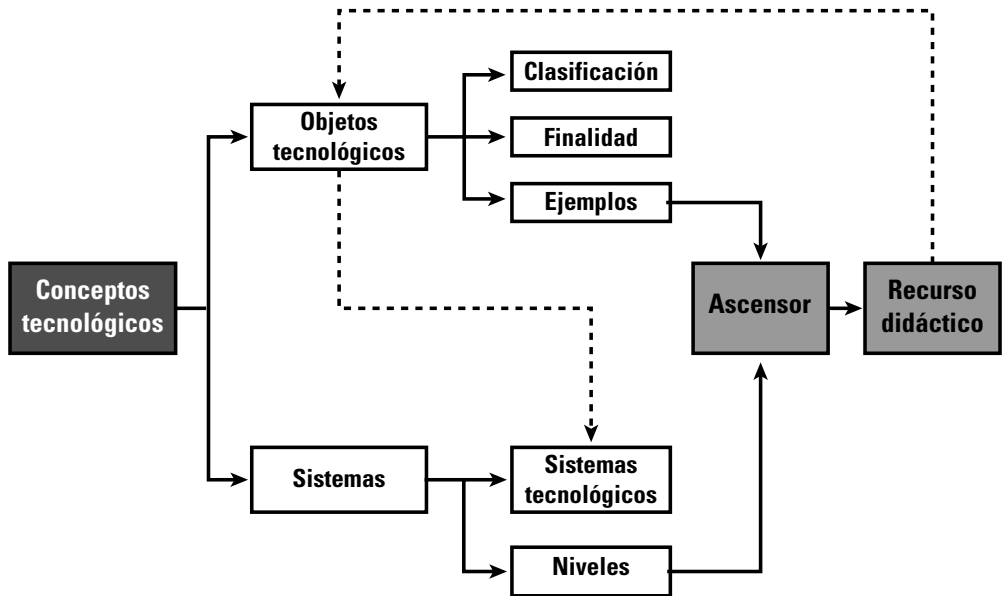 Clasificación
Objetos
tecnológicos
Finalidad
Ejemplos
Conceptos
tecnológicos
Ascensor
Recurso
didáctico
Sistemas
Sistemas
tecnológicos
Niveles